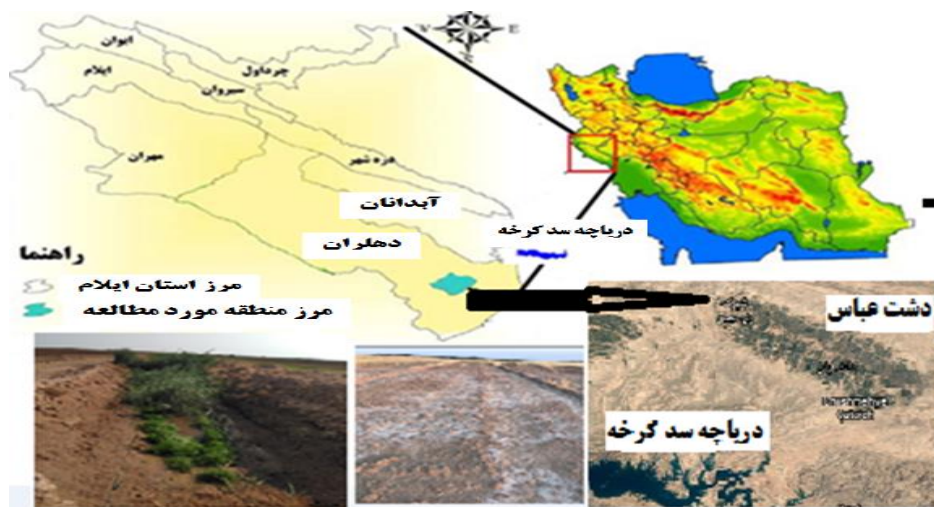 V
E
S
ایوان
چرداول
ایلام
سیروان
مهران
دره شهر
آبدانان
دهلران
دریاچه سد کرخه
راهنما
مرز استان ایلام
مرز منطقه مورد مطالعه
دشت عباس
دریاچه سد کرخه